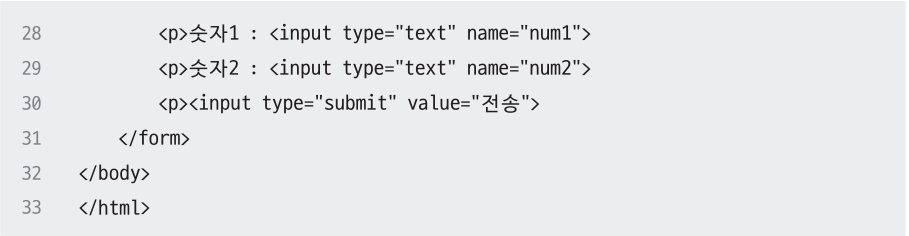 28 <p>숫자1 : <input type="text" name="num1">
29 <p>숫자2 : <input type="text" name="num2">
30 <p><input type="submit" value="전송">
31 </form>
32 </body>
33 </html>